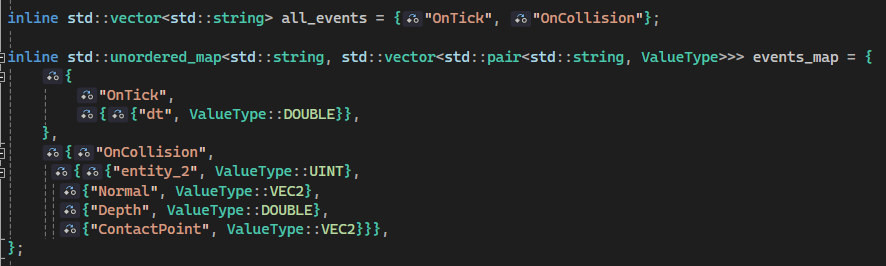 inline std::vector<std::string> all_events = {"OnTick", "OnCollision"};
inline std::unordered_map<std::string, std::vector<std::pair<std::string, ValueType>>> events_map = {
{
"OnTick",
{{"dt", ValueType::DOUBLE}},
},
{"OnCollision",
{{"entity_2", ValueType::UINT},
{"Normal", ValueType::VEC2},
{"Depth", ValueType::DOUBLE},
{"ContactPoint", ValueType::VEC2}}},
};